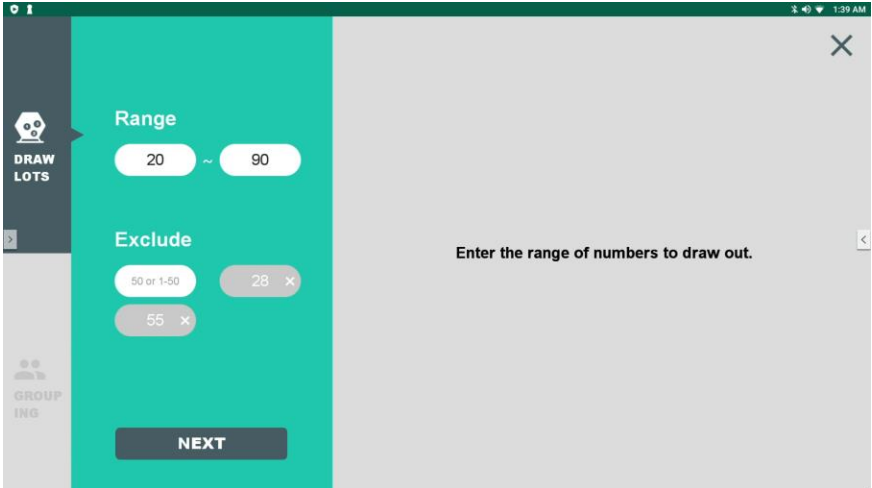 1:39 AM
DRAW
LOTS
GROUP
ING
Range
20 ~ 90
Exclude
50 or 1-50
28 ×
55 ×
NEXT
Enter the range of numbers to draw out.